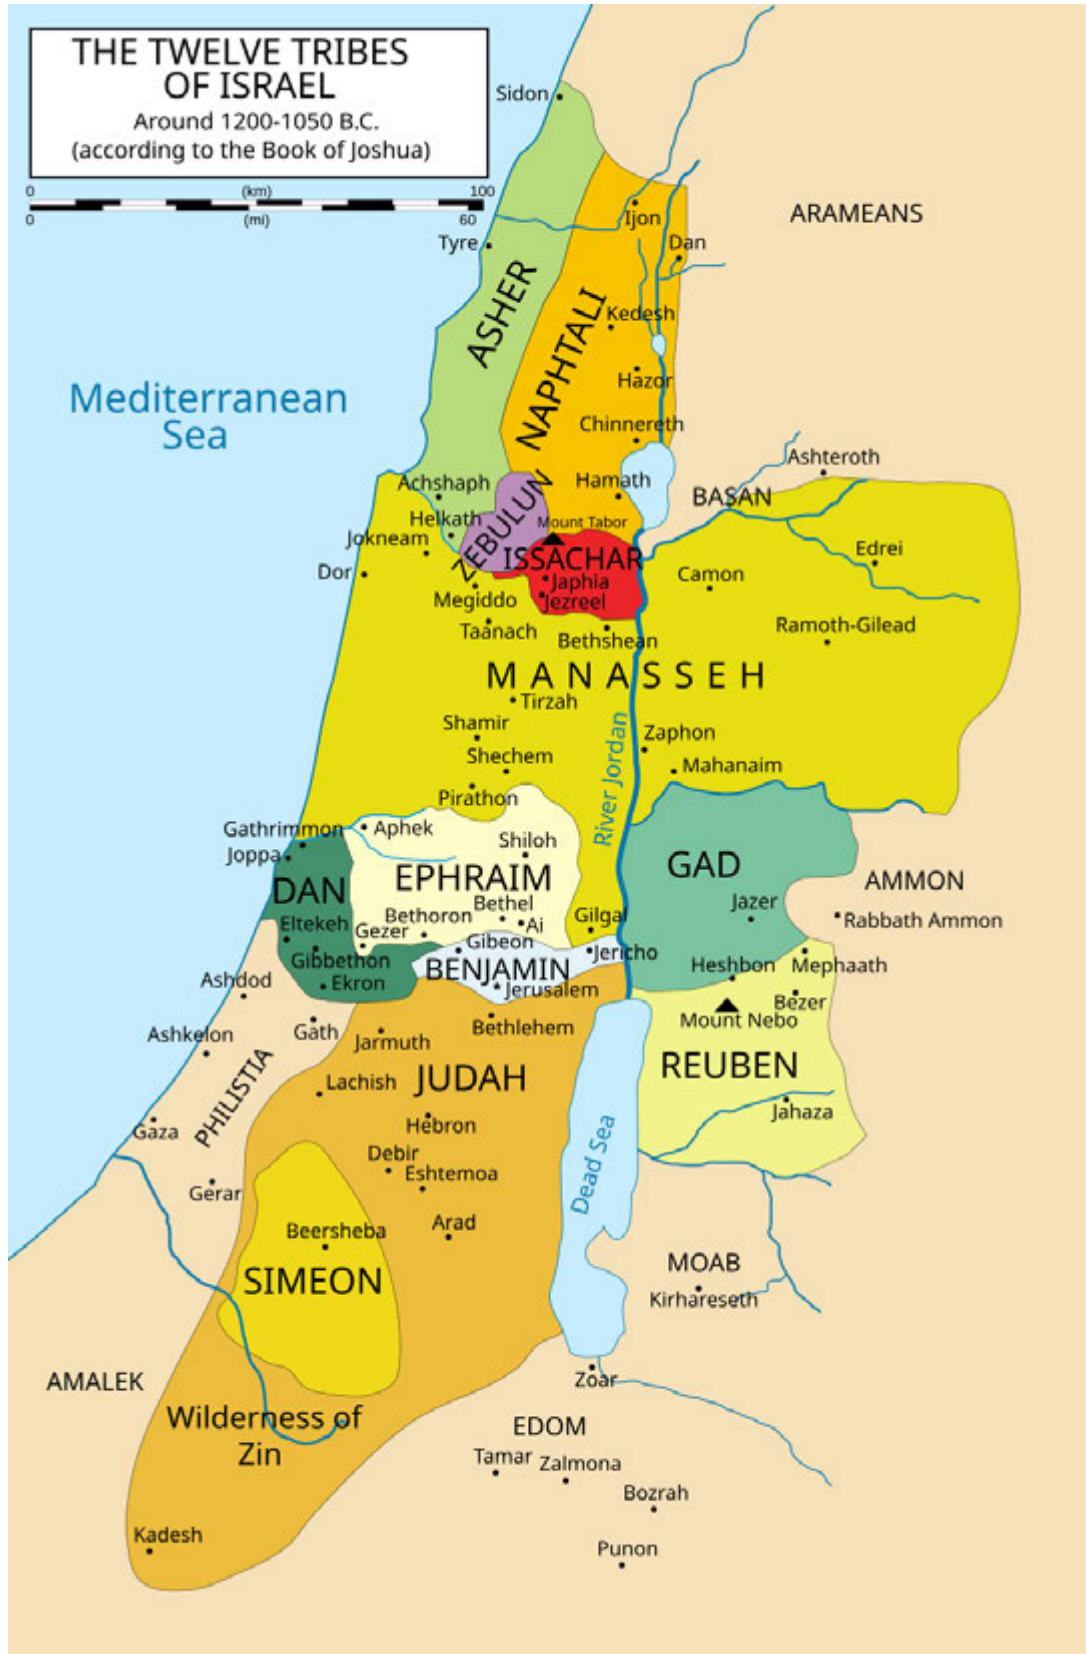 THE TWELVE TRIBES
OF ISRAEL
Around 1200-1050 B.C.
(according to the Book of Joshua)
0 (km) 100
0 (mi) 60
Sidon
Ijon
ARAMEANS
Tyre
Dan
ASHER
NAPHTALI
Kedesh
Hazor
Mediterranean
Sea
Chinnereth
Ashteroth
Achshaph
Hamath
BASAN
ZEBULUN
Helkath
Mount Tabor
Jokneam
ISSACHAR
Edrei
Dor
Japhia
Camon
Megiddo
Jezreel
Taanach
Bethshean
Ramoth-Gilead
MANASSEH
Tirzah
Shamir
Zaphon
Shechem
Mahanaim
River Jordan
Pirathon
Gathrimmon
Aphek
Joppa
Shiloh
GAD
DAN
EPHRAIM
AMMON
Bethel
Jazer
Eltekeh
Bethoron
Ai
Gilgal
Rabbath Ammon
Gezer
Gibeon
Jericho
Gibbethon
BENJAMIN
Heshbon
Mephaath
Ashdod
Ekron
Jerusalem
Bezer
Ashkelon
Gath
Bethlehem
Mount Nebo
Jarmuth
PHILISTIA
Lachish
JUDAH
REUBEN
Gaza
Hebron
Jahaza
Debir
Dead Sea
Eshtemoa
Gerar
Beersheba
Arad
SIMEON
MOAB
Kirhareseth
AMALEK
Zoar
Wilderness of
Zin
EDOM
Tamar
Zalmona
Bozrah
Kadesh
Punon